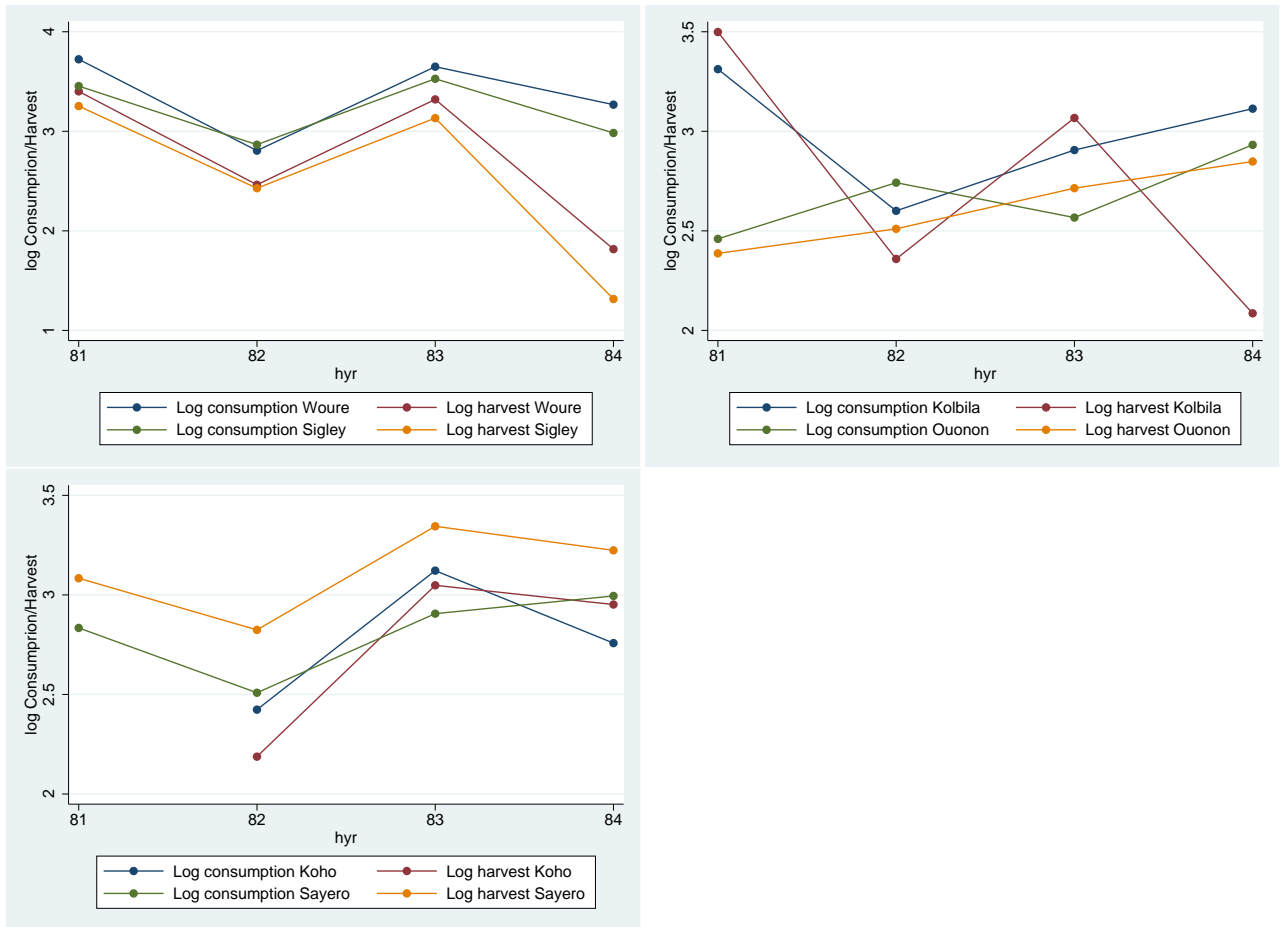 4
3
2
1
log Consumprion/Harvest
81 82 83 84
hyr
Log consumption Woure Log harvest Woure
Log consumption Sigley Log harvest Sigley
3.5
3
2.5
2
log Consumprion/Harvest
81 82 83 84
hyr
Log consumption Kolbila Log harvest Kolbila
Log consumption Ouonon Log harvest Ouonon
3.5
3
2.5
2
log Consumprion/Harvest
81 82 83 84
hyr
Log consumption Koho Log harvest Koho
Log consumption Sayero Log harvest Sayero